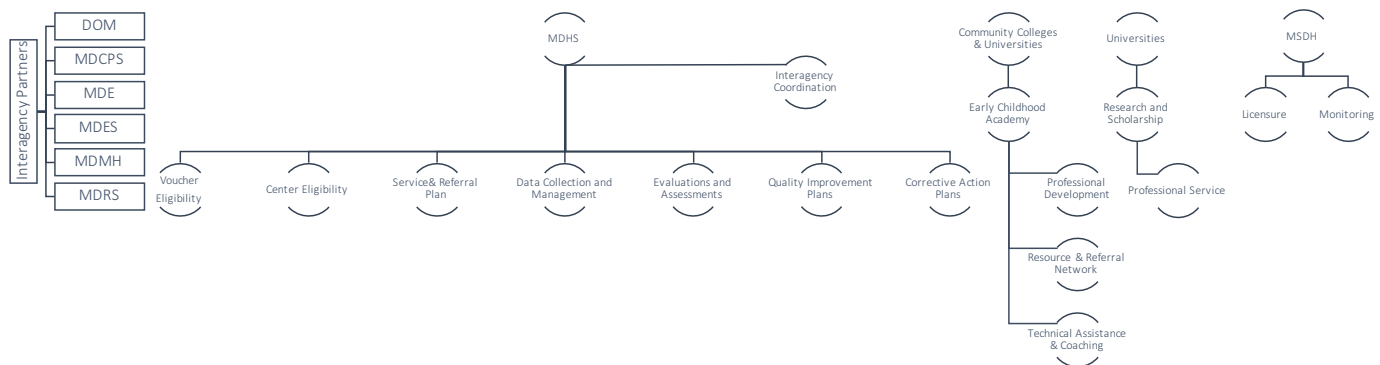 Interagency Partners
DOM
MDCPS
MDE
MDES
MDMH
MDRS
MDHS
Interagency
Coordination
Voucher
Eligibility
Center Eligibility
Service& Referral
Plan
Data Collection and
Management
Evaluations and
Assessments
Quality Improvement
Plans
Corrective Action
Plans
Community Colleges
& Universities
Early Childhood
Academy
Professional
Development
Resource & Referral
Network
Technical Assistance
& Coaching
Universities
Research and
Scholarship
Professional Service
MSDH
Licensure
Monitoring